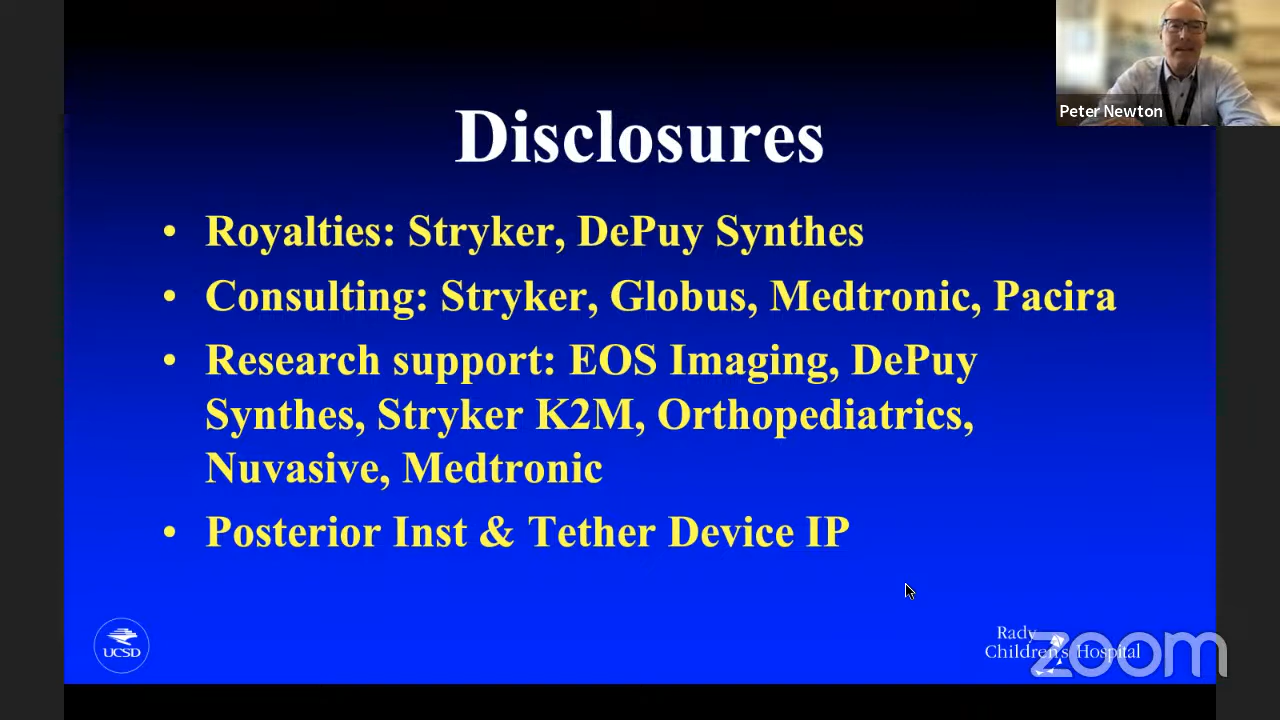 Peter Newton
Disclosures
• Royalties: Stryker, DePuy Synthes
• Consulting: Stryker, Globus, Medtronic, Pacira
• Research support: EOS Imaging, DePuy
Synthes, Stryker K2M, Orthopediatrics,
Nuvasive, Medtronic
• Posterior Inst & Tether Device IP
UCSD
Rady
Children's Hospital
zoom